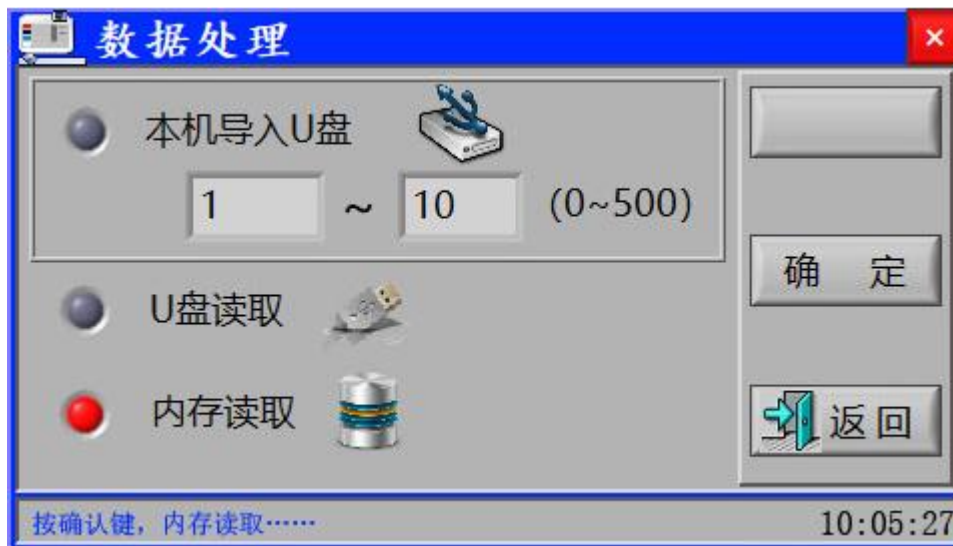 数据处理
本机导入U盘
1 ~ 10 (0~500)
确 定
U盘读取
内存读取
返回
按确认键，内存读取……
10:05:27